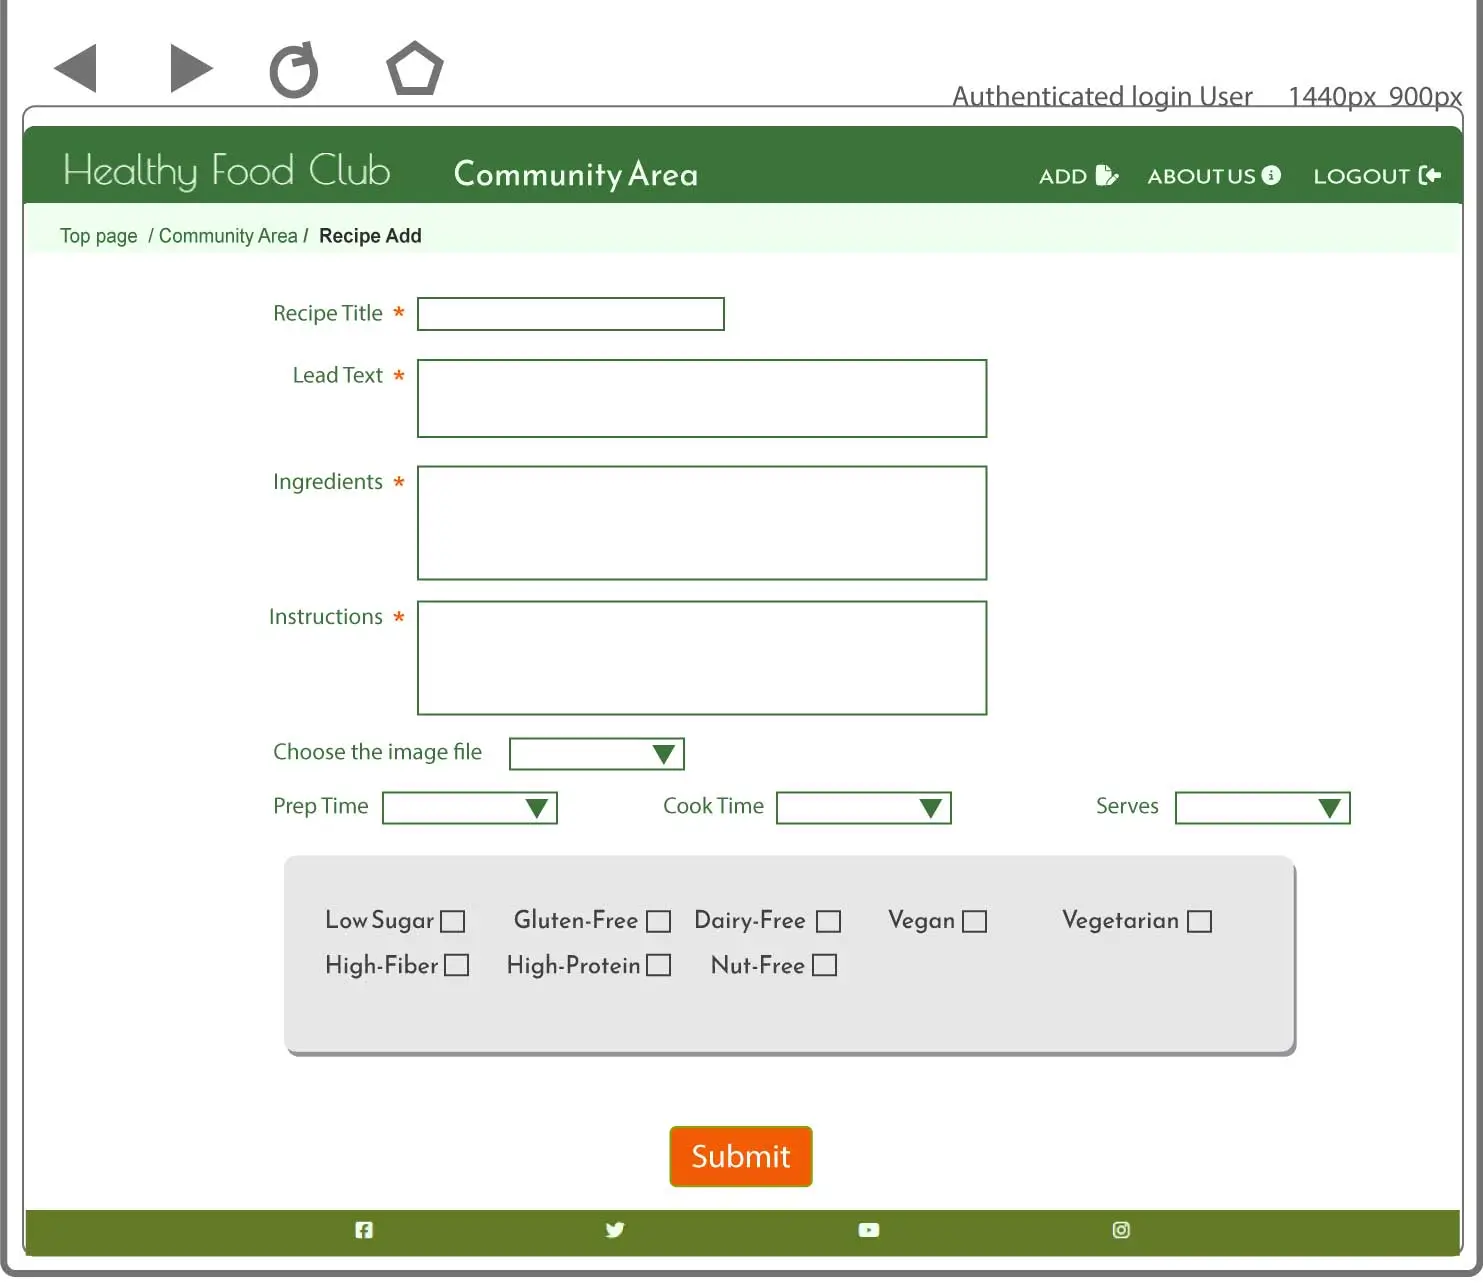 Authenticated login User 1440px 900px
Healthy Food Club Community Area ADD ABOUT US LOGOUT
Top page / Community Area / Recipe Add
Recipe Title *
Lead Text *
Ingredients *
Instructions *
Choose the image file
Prep Time Cook Time Serves
Low Sugar Gluten-Free Dairy-Free Vegan Vegetarian
High-Fiber High-Protein Nut-Free
Submit